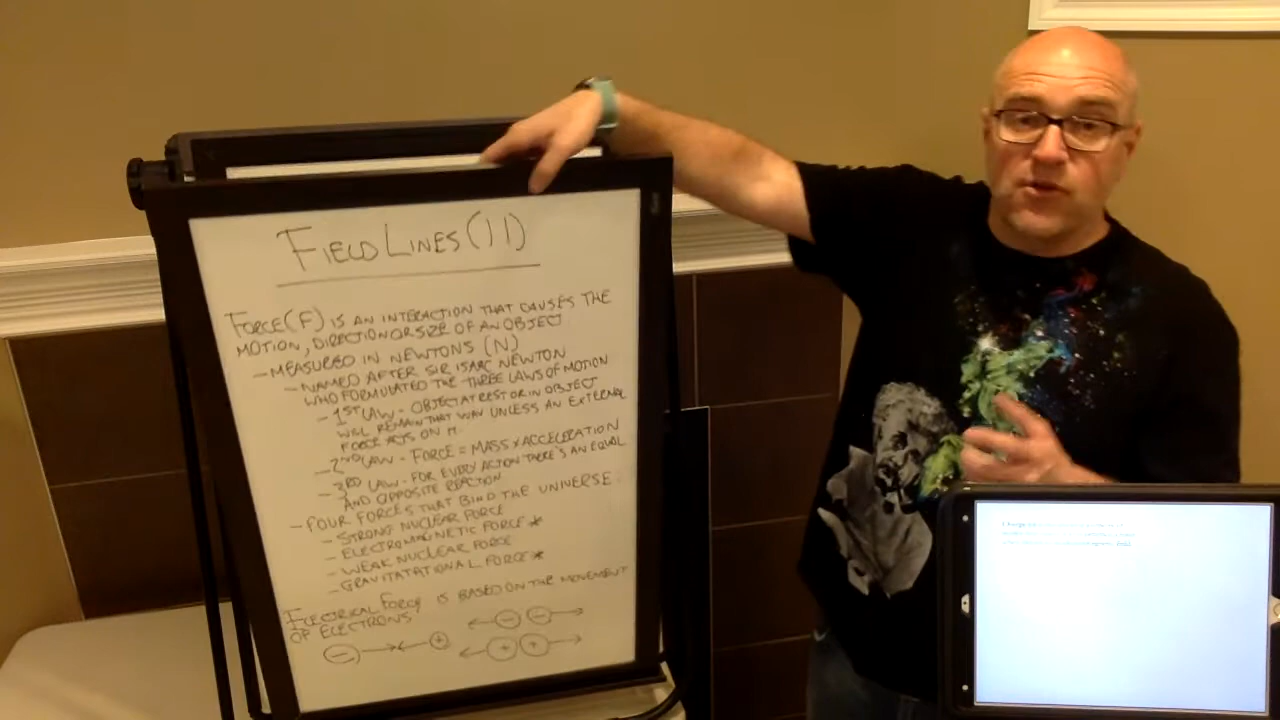 FIELD LINES (11)
FORCE (F) IS AN INTERACTION THAT CAUSES THE
MOTION, DIRECTION OR SIZE OF AN OBJECT
- MEASURED IN NEWTONS (N)
- NAMED AFTER SIR ISAAC NEWTON
WHO FORMULATED THE THREE LAWS OF MOTION
- 1ST LAW - OBJECT AT REST OR IN OBJECT
WILL REMAIN THAT WAY UNLESS AN EXTERNAL
FORCE ACTS ON IT.
- 2ND LAW - FORCE = MASS × ACCELERATION
- 3RD LAW - FOR EVERY ACTION THERE'S AN EQUAL
AND OPPOSITE REACTION
- FOUR FORCES THAT BIND THE UNIVERSE:
- STRONG NUCLEAR FORCE
- ELECTROMAGNETIC FORCE *
- WEAK NUCLEAR FORCE
- GRAVITATATIONAL FORCE *
ELECTRICAL FORCE IS BASED ON THE MOVEMENT
OF ELECTRONS
- + - -
+ +
Charge